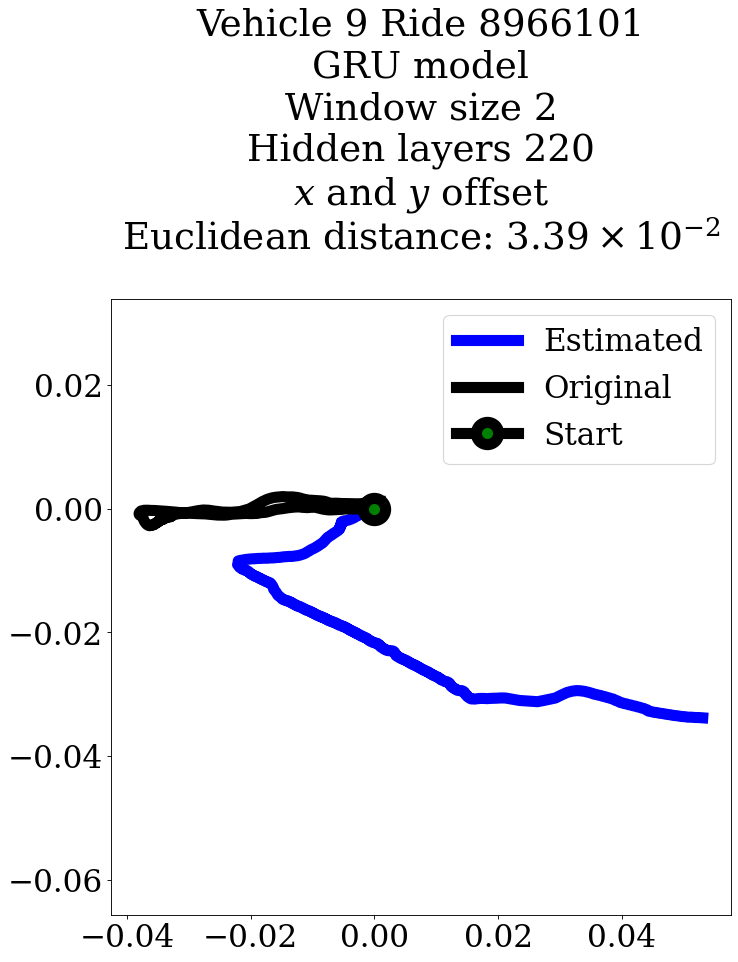 Vehicle 9 Ride 8966101
GRU model
Window size 2
Hidden layers 220
x and y offset
Euclidean distance: 3.39 × 10⁻²
Estimated
Original
Start
0.02
0.00
−0.02
−0.04
−0.06
−0.04 −0.02 0.00 0.02 0.04